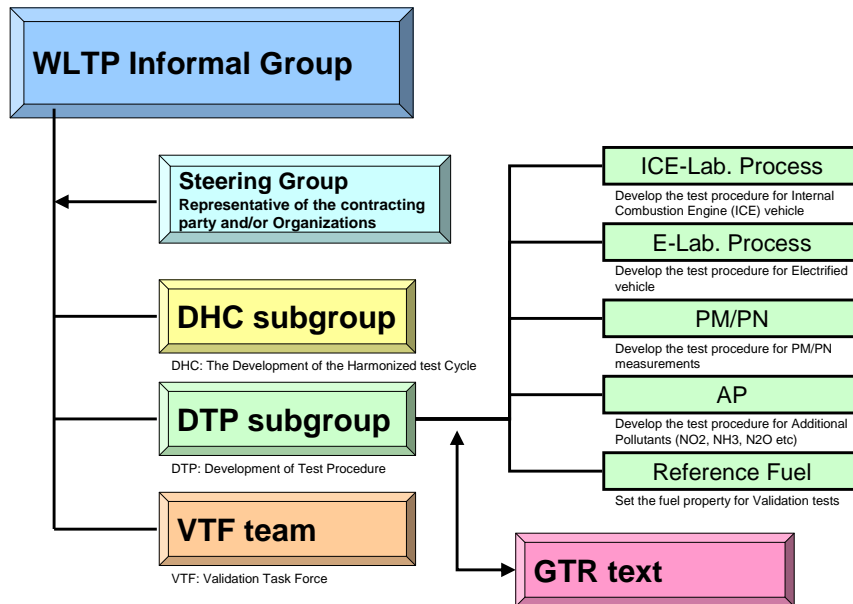 WLTP Informal Group
Steering Group
Representative of the contracting
party and/or Organizations
DHC subgroup
DHC: The Development of the Harmonized test Cycle
DTP subgroup
DTP: Development of Test Procedure
VTF team
VTF: Validation Task Force
ICE-Lab. Process
Develop the test procedure for Internal
Combustion Engine (ICE) vehicle
E-Lab. Process
Develop the test procedure for Electrified
vehicle
PM/PN
Develop the test procedure for PM/PN
measurements
AP
Develop the test procedure for Additional
Pollutants (NO2, NH3, N2O etc)
Reference Fuel
Set the fuel property for Validation tests
GTR text